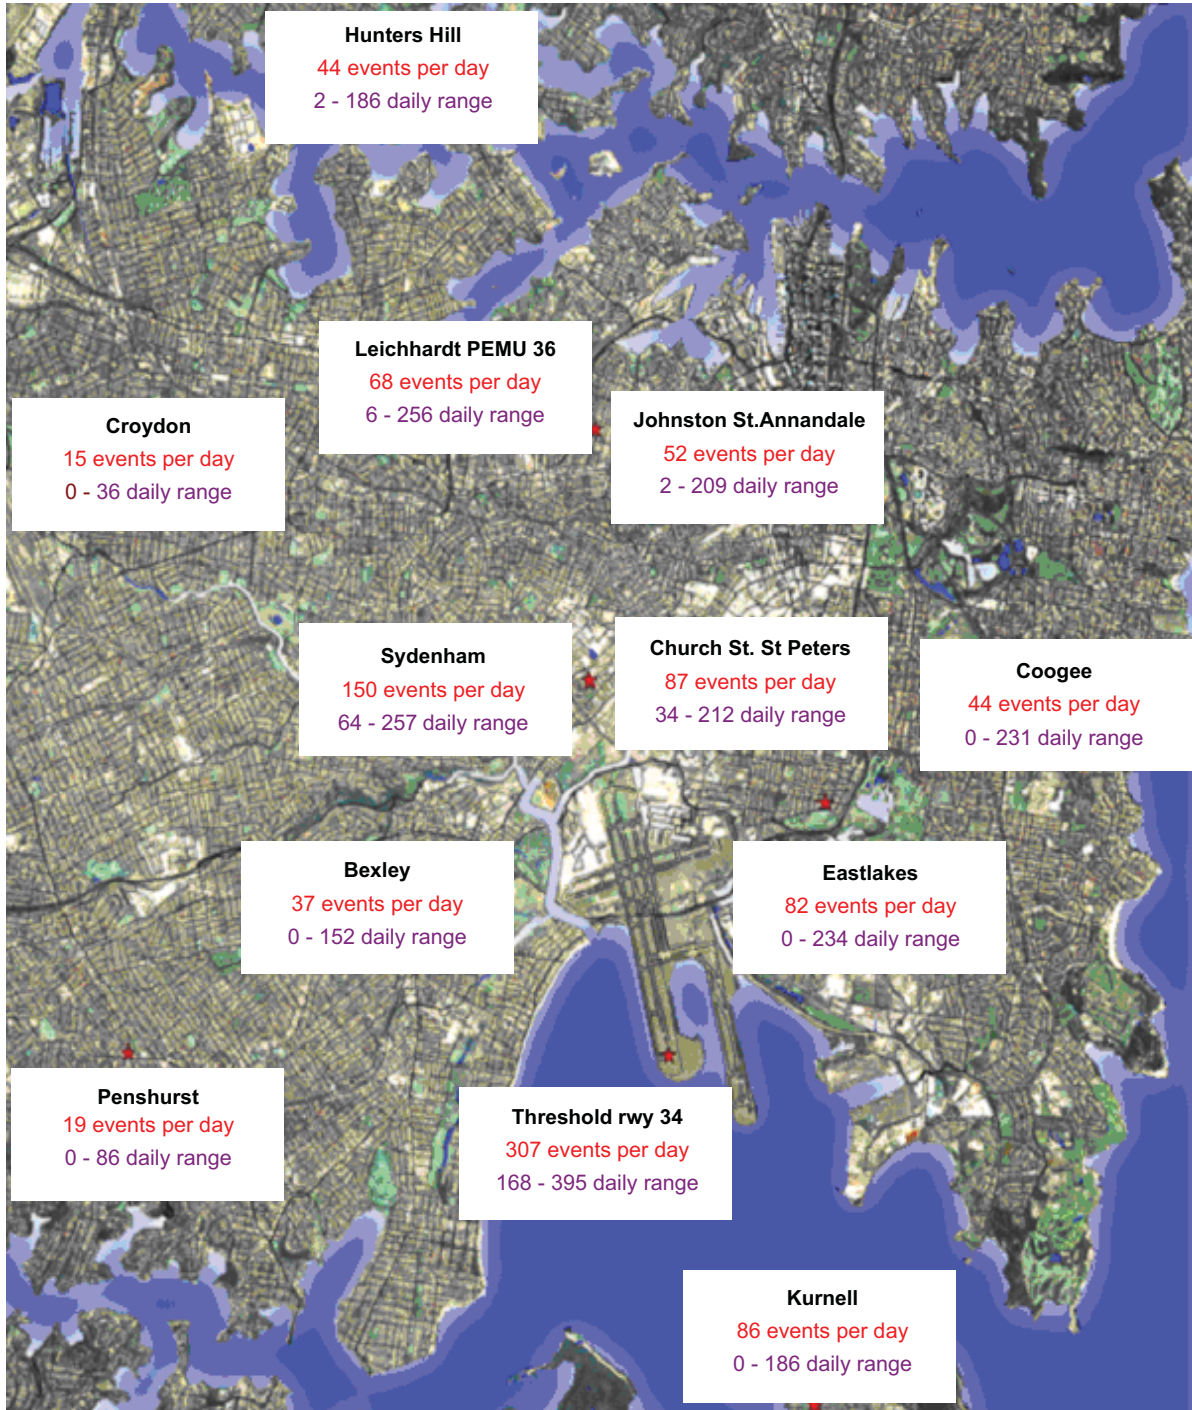 Hunters Hill
44 events per day
2 - 186 daily range
Leichhardt PEMU 36
68 events per day
6 - 256 daily range
Croydon
15 events per day
0 - 36 daily range
Johnston St.Annandale
52 events per day
2 - 209 daily range
Sydenham
150 events per day
64 - 257 daily range
Church St. St Peters
87 events per day
34 - 212 daily range
Coogee
44 events per day
0 - 231 daily range
Bexley
37 events per day
0 - 152 daily range
Eastlakes
82 events per day
0 - 234 daily range
Penshurst
19 events per day
0 - 86 daily range
Threshold rwy 34
307 events per day
168 - 395 daily range
Kurnell
86 events per day
0 - 186 daily range